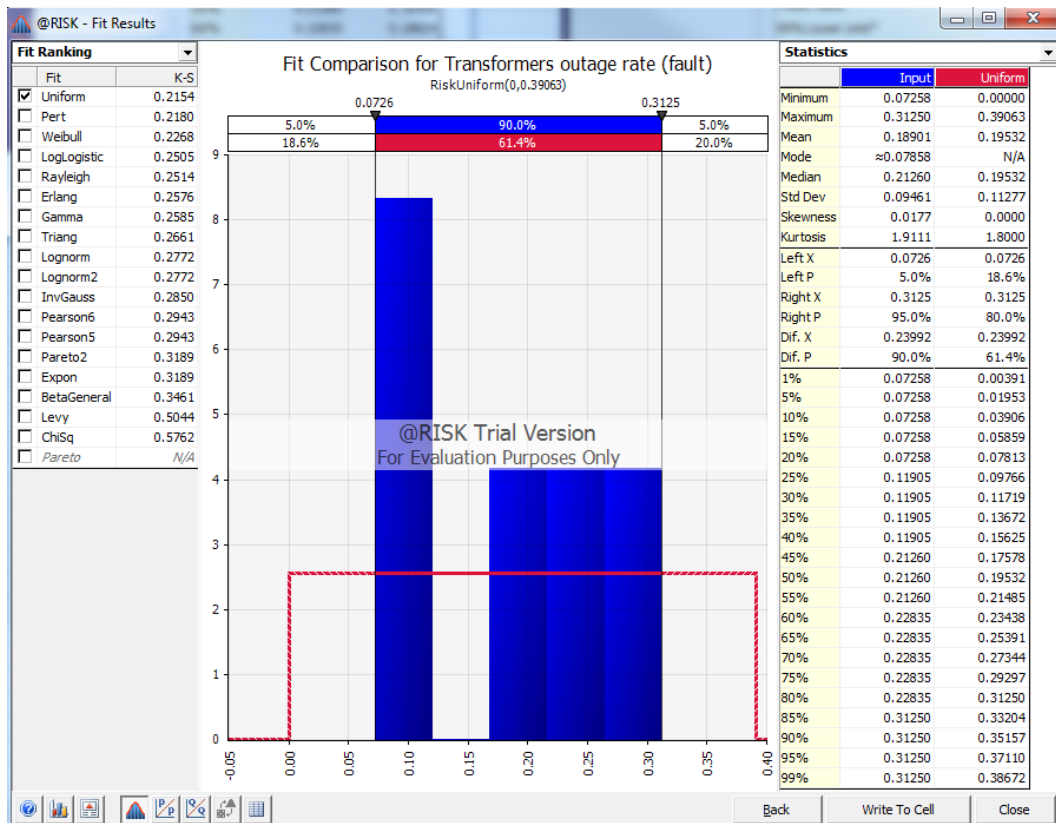 @RISK - Fit Results
Fit Ranking
Fit K-S
Uniform 0.2154
Pert 0.2180
Weibull 0.2268
LogLogistic 0.2505
Rayleigh 0.2514
Erlang 0.2576
Gamma 0.2585
Triang 0.2661
Lognorm 0.2772
Lognorm2 0.2772
InvGauss 0.2850
Pearson6 0.2943
Pearson5 0.2943
Pareto2 0.3189
Expon 0.3189
BetaGeneral 0.3461
Levy 0.5044
ChiSq 0.5762
Pareto N/A
Fit Comparison for Transformers outage rate (fault)
RiskUniform(0,0.39063)
0.0726 0.3125
5.0% 90.0% 5.0%
18.6% 61.4% 20.0%
9
8
7
6
5
4
3
2
1
0
@RISK Trial Version
For Evaluation Purposes Only
-0.05 0.00 0.05 0.10 0.15 0.20 0.25 0.30 0.35 0.40
Statistics
Input Uniform
Minimum 0.07258 0.00000
Maximum 0.31250 0.39063
Mean 0.18901 0.19532
Mode ≈0.07858 N/A
Median 0.21260 0.19532
Std Dev 0.09461 0.11277
Skewness 0.0177 0.0000
Kurtosis 1.9111 1.8000
Left X 0.0726 0.0726
Left P 5.0% 18.6%
Right X 0.3125 0.3125
Right P 95.0% 80.0%
Dif. X 0.23992 0.23992
Dif. P 90.0% 61.4%
1% 0.07258 0.00391
5% 0.07258 0.01953
10% 0.07258 0.03906
15% 0.07258 0.05859
20% 0.07258 0.07813
25% 0.11905 0.09766
30% 0.11905 0.11719
35% 0.11905 0.13672
40% 0.11905 0.15625
45% 0.21260 0.17578
50% 0.21260 0.19532
55% 0.21260 0.21485
60% 0.22835 0.23438
65% 0.22835 0.25391
70% 0.22835 0.27344
75% 0.22835 0.29297
80% 0.22835 0.31250
85% 0.31250 0.33204
90% 0.31250 0.35157
95% 0.31250 0.37110
99% 0.31250 0.38672
Back Write To Cell Close